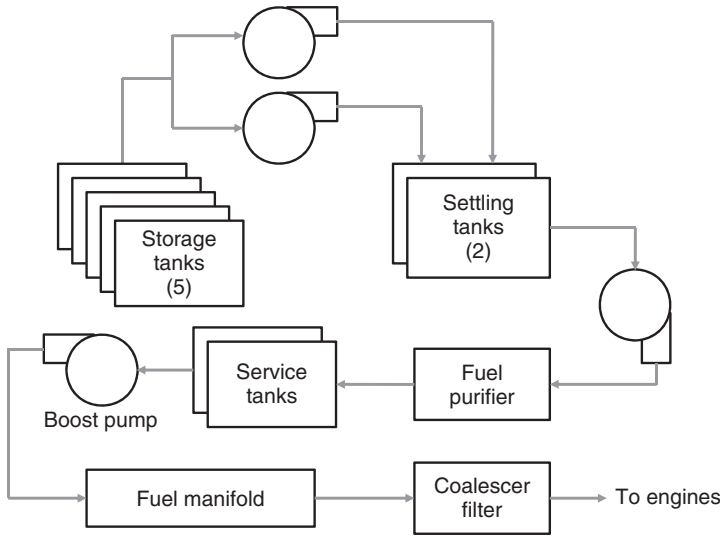 Storage
tanks
(5)
Settling
tanks
(2)
Fuel
purifier
Service
tanks
Boost pump
Fuel manifold
Coalescer
filter
To engines